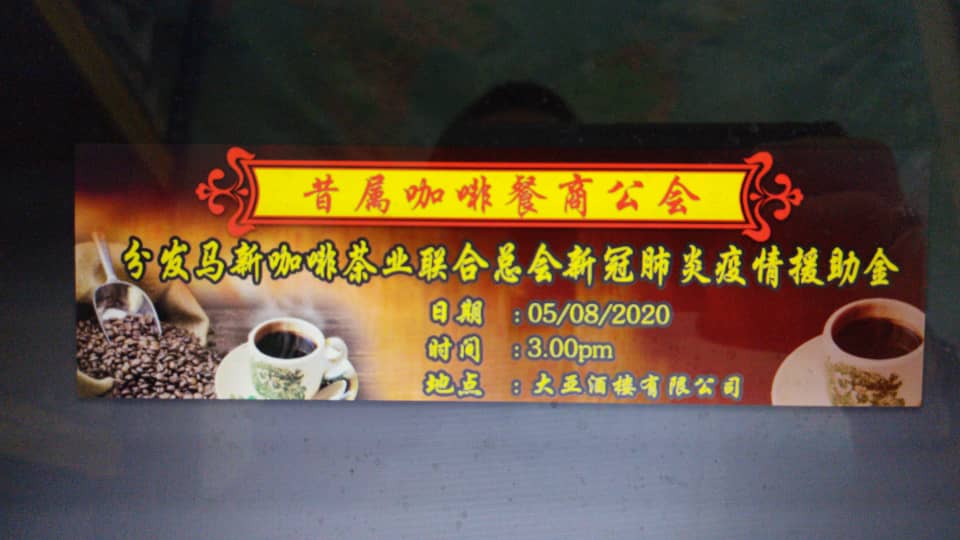 昔属咖啡餐商公会
分发马新咖啡茶业联合总会新冠肺炎疫情援助金
日期 : 05/08/2020
时间 : 3.00pm
地点 : 大亚酒楼有限公司